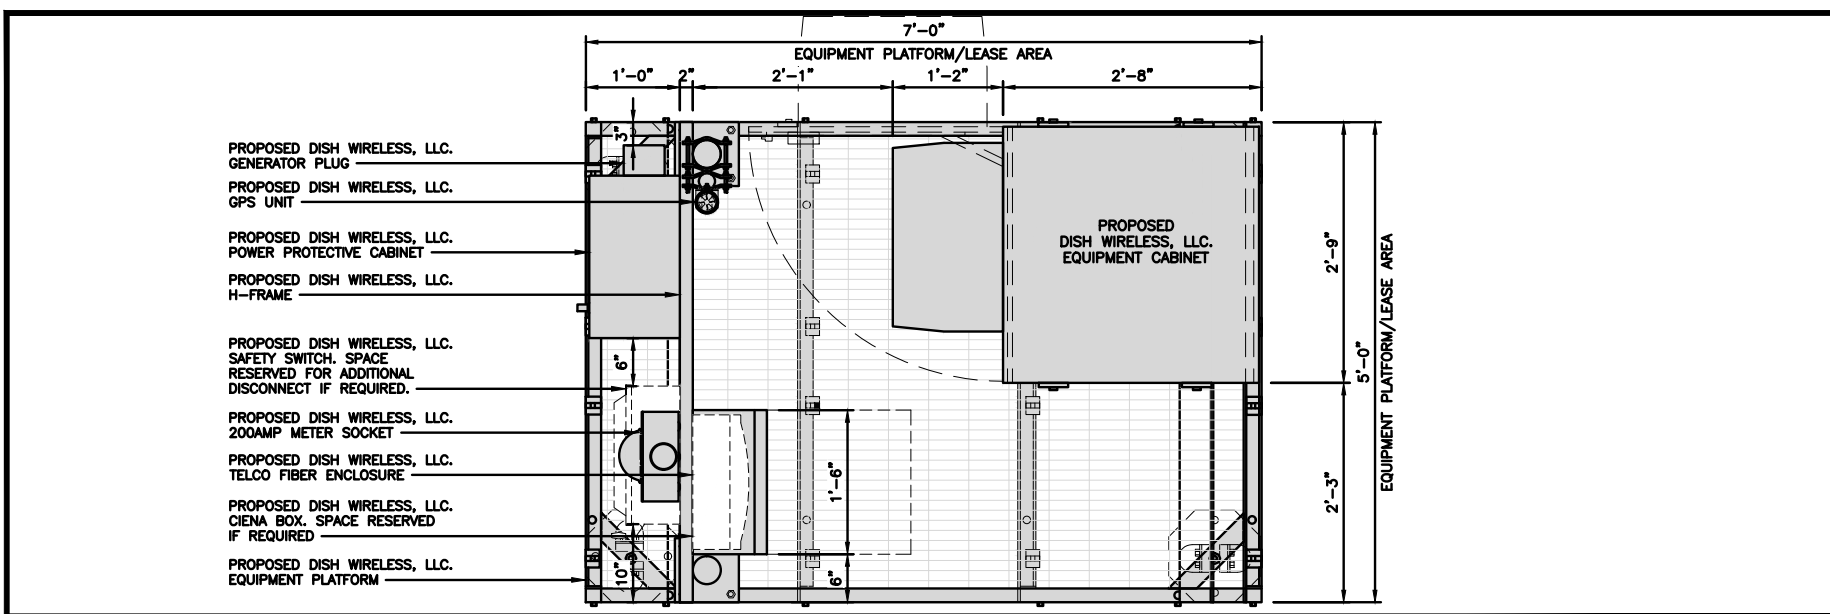 7'-0"
EQUIPMENT PLATFORM/LEASE AREA
1'-0"
2"
2'-1"
1'-2"
2'-8"
3"
PROPOSED DISH WIRELESS, LLC.
GENERATOR PLUG
PROPOSED DISH WIRELESS, LLC.
GPS UNIT
PROPOSED DISH WIRELESS, LLC.
POWER PROTECTIVE CABINET
PROPOSED DISH WIRELESS, LLC.
H-FRAME
PROPOSED DISH WIRELESS, LLC.
SAFETY SWITCH. SPACE
RESERVED FOR ADDITIONAL
DISCONNECT IF REQUIRED.
PROPOSED DISH WIRELESS, LLC.
200AMP METER SOCKET
PROPOSED DISH WIRELESS, LLC.
TELCO FIBER ENCLOSURE
PROPOSED DISH WIRELESS, LLC.
CIENA BOX. SPACE RESERVED
IF REQUIRED
PROPOSED DISH WIRELESS, LLC.
EQUIPMENT PLATFORM
6"
10"
1'-6"
6"
PROPOSED
DISH WIRELESS, LLC.
EQUIPMENT CABINET
2'-9"
2'-3"
5'-0"
EQUIPMENT PLATFORM/LEASE AREA